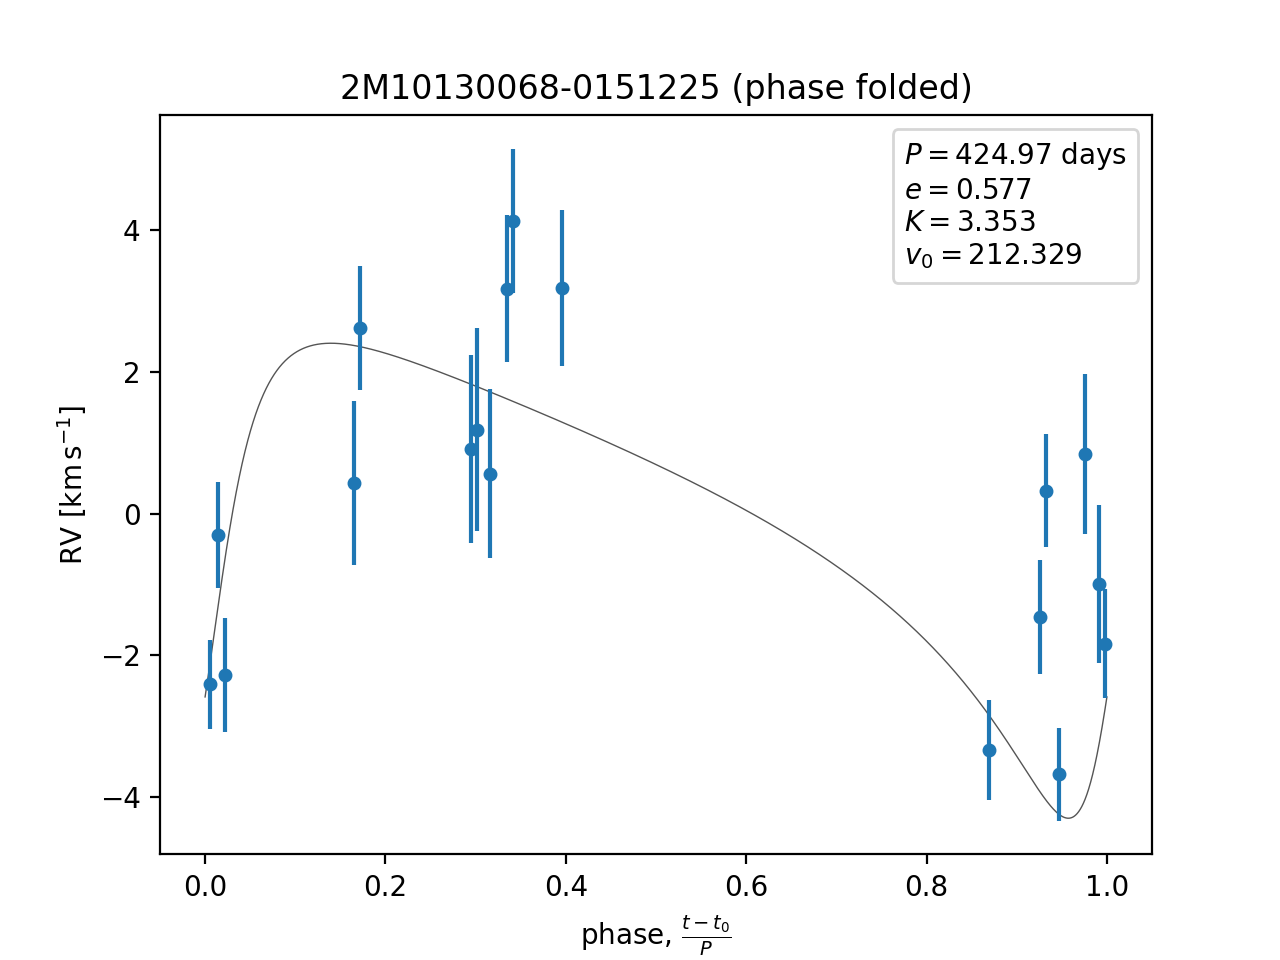 2M10130068-0151225 (phase folded)
P = 424.97 days
e = 0.577
K = 3.353
v₀ = 212.329
4
2
0
−2
−4
RV [km s⁻¹]
0.0 0.2 0.4 0.6 0.8 1.0
phase, (t − t₀)/P